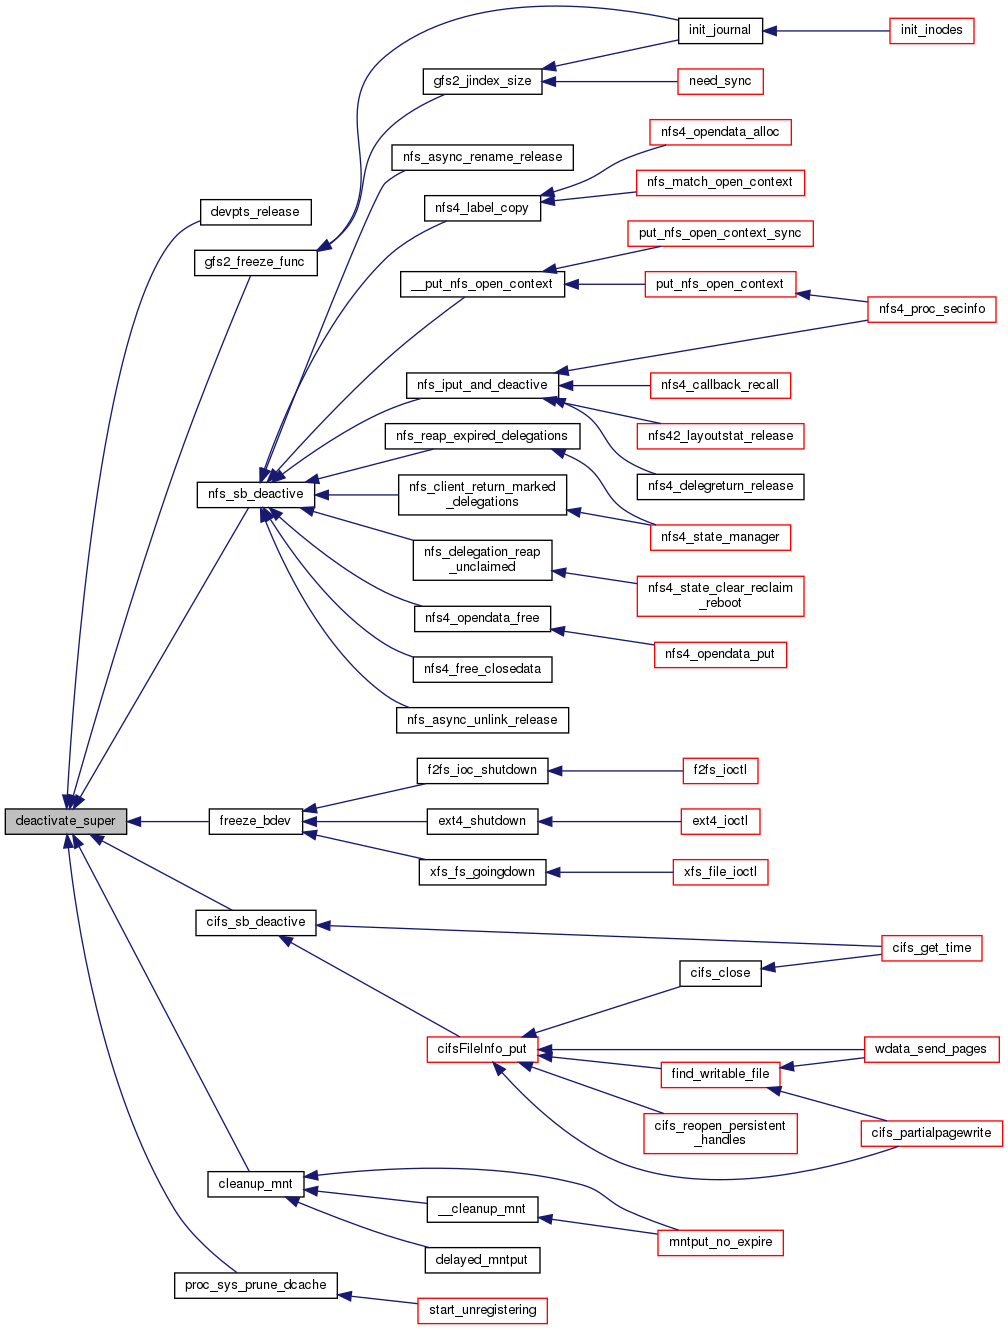 init_journal
init_inodes
gfs2_jindex_size
need_sync
nfs4_opendata_alloc
nfs_async_rename_release
nfs_match_open_context
nfs4_label_copy
devpts_release
put_nfs_open_context_sync
gfs2_freeze_func
__put_nfs_open_context
put_nfs_open_context
nfs4_proc_secinfo
nfs_iput_and_deactive
nfs4_callback_recall
nfs_reap_expired_delegations
nfs42_layoutstat_release
nfs_sb_deactive
nfs_client_return_marked
_delegations
nfs4_delegreturn_release
nfs4_state_manager
nfs_delegation_reap
_unclaimed
nfs4_state_clear_reclaim
_reboot
nfs4_opendata_free
nfs4_opendata_put
nfs4_free_closedata
nfs_async_unlink_release
f2fs_ioc_shutdown
f2fs_ioctl
deactivate_super
freeze_bdev
ext4_shutdown
ext4_ioctl
xfs_fs_goingdown
xfs_file_ioctl
cifs_sb_deactive
cifs_get_time
cifs_close
cifsFileInfo_put
wdata_send_pages
find_writable_file
cifs_reopen_persistent
_handles
cifs_partialpagewrite
cleanup_mnt
__cleanup_mnt
mntput_no_expire
delayed_mntput
proc_sys_prune_dcache
start_unregistering